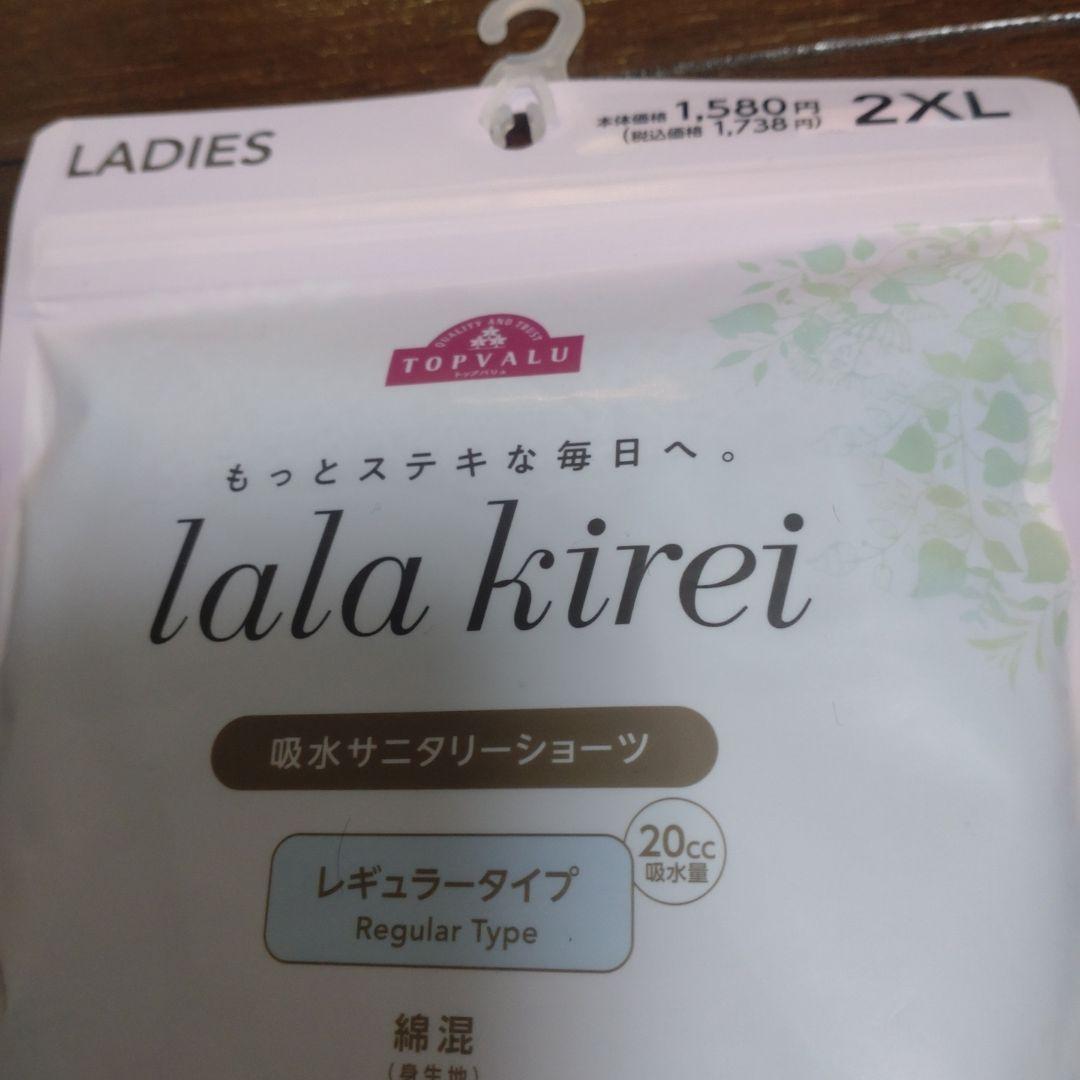 LADIES
本体価格 1,580円
(税込価格 1,738円)
2XL
QUALITY AND TRUST
TOPVALU
トップバリュ
もっとステキな毎日へ。
lala kirei
吸水サニタリーショーツ
レギュラータイプ
Regular Type
20cc
吸水量
綿混
(身生地)